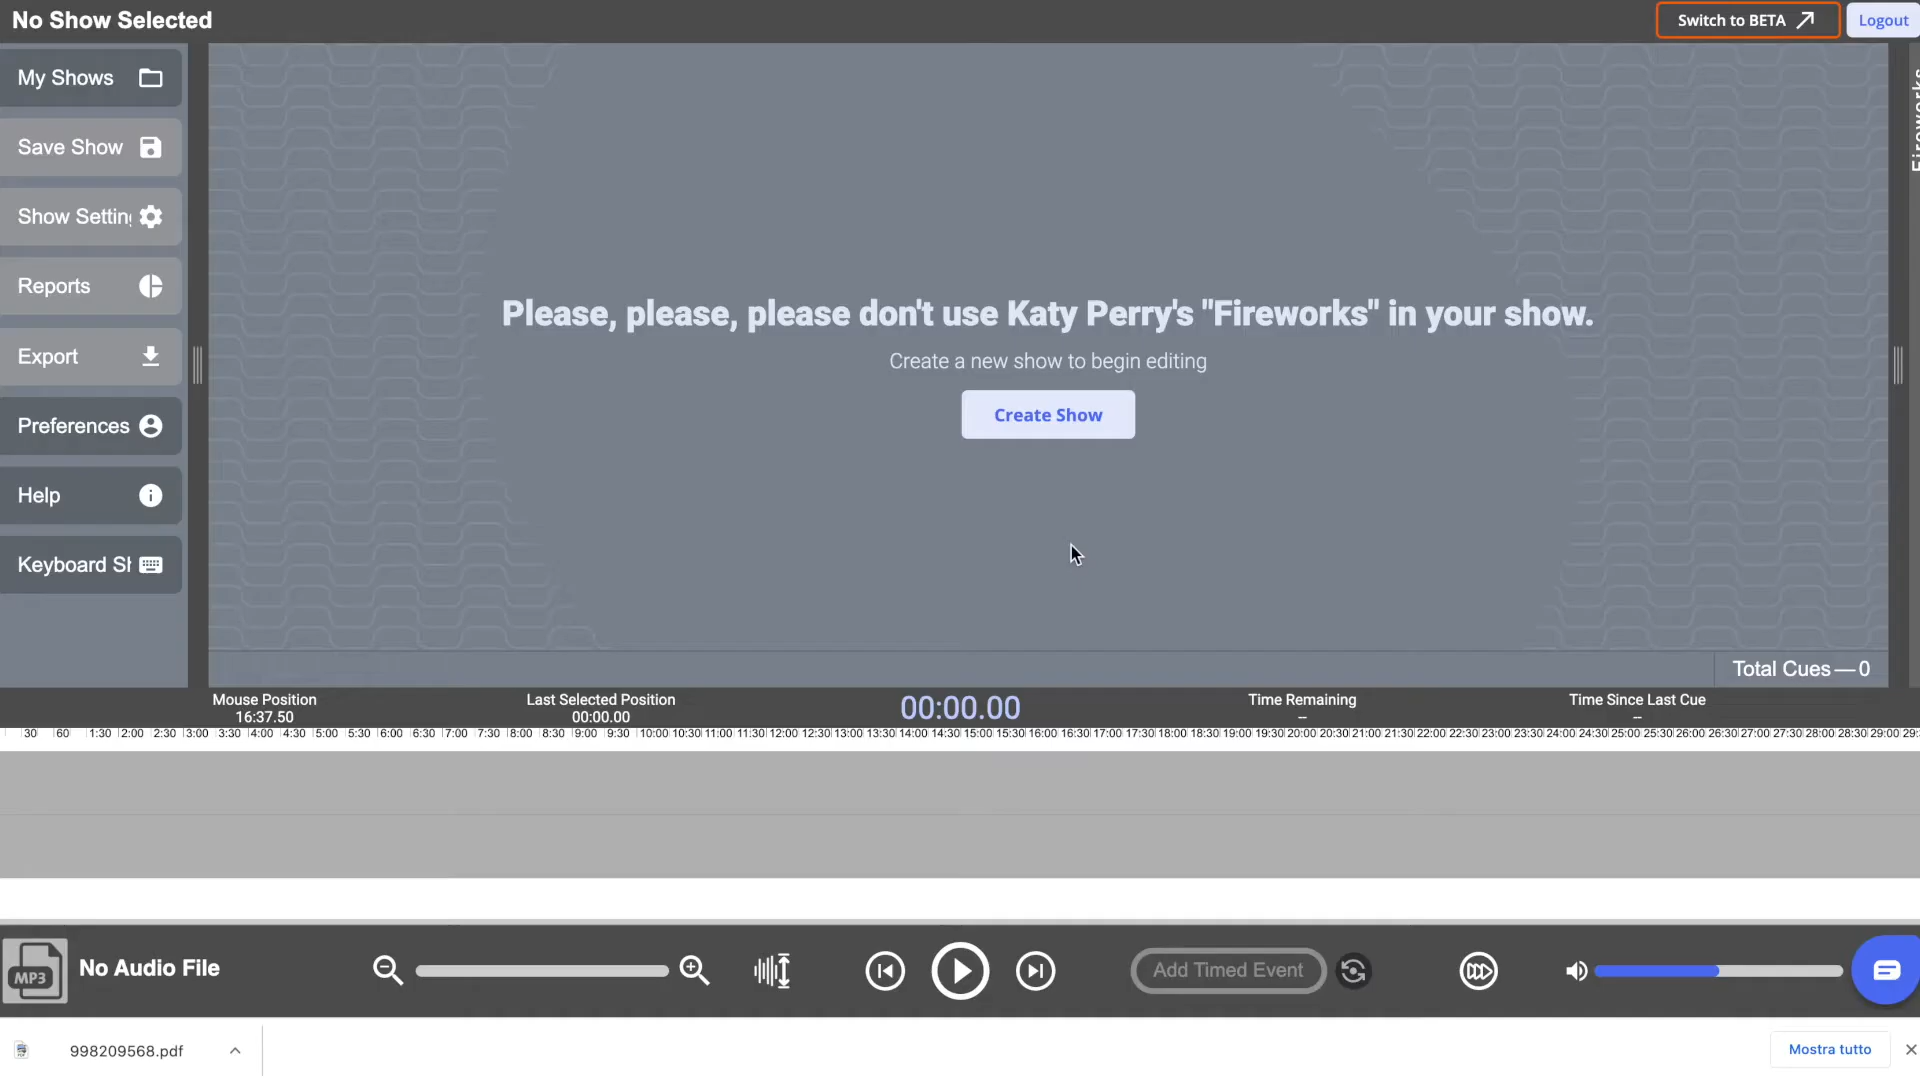 No Show Selected
Switch to BETA
Logout
My Shows
Save Show
Show Settin
Reports
Export
Preferences
Help
Keyboard S
Fireworks
Please, please, please don't use Katy Perry's "Fireworks" in your show.
Create a new show to begin editing
Create Show
Total Cues — 0
Mouse Position
16:37.50
Last Selected Position
00:00.00
00:00.00
Time Remaining
--
Time Since Last Cue
--
30 60 1:30 2:00 2:30 3:00 3:30 4:00 4:30 5:00 5:30 6:00 6:30 7:00 7:30 8:00 8:30 9:00 9:30 10:00 10:30 11:00 11:30 12:00 12:30 13:00 13:30 14:00 14:30 15:00 15:30 16:00 16:30 17:00 17:30 18:00 18:30 19:00 19:30 20:00 20:30 21:00 21:30 22:00 22:30 23:00 23:30 24:00 24:30 25:00 25:30 26:00 26:30 27:00 27:30 28:00 28:30 29:00 29:
MP3
No Audio File
Add Timed Event
998209568.pdf
Mostra tutto